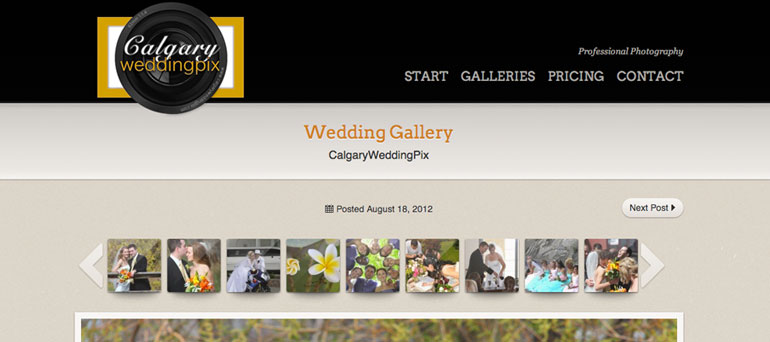 Calgary
weddingpix
Professional Photography
START GALLERIES PRICING CONTACT
Wedding Gallery
CalgaryWeddingPix
Posted August 18, 2012
Next Post